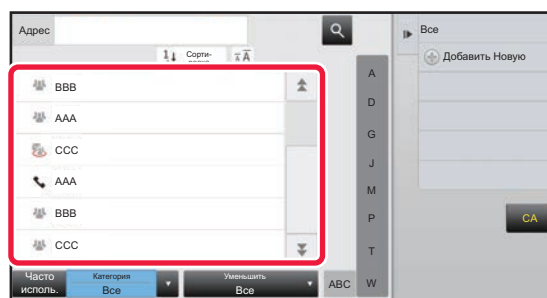 Адрес
Сорти-
BBB
AAA
CCC
AAA
BBB
CCC
A
D
G
J
M
P
T
W
Часто
исполь.
Категория
Все
Уменьшить
Все
ABC
Все
Добавить Новую
CA